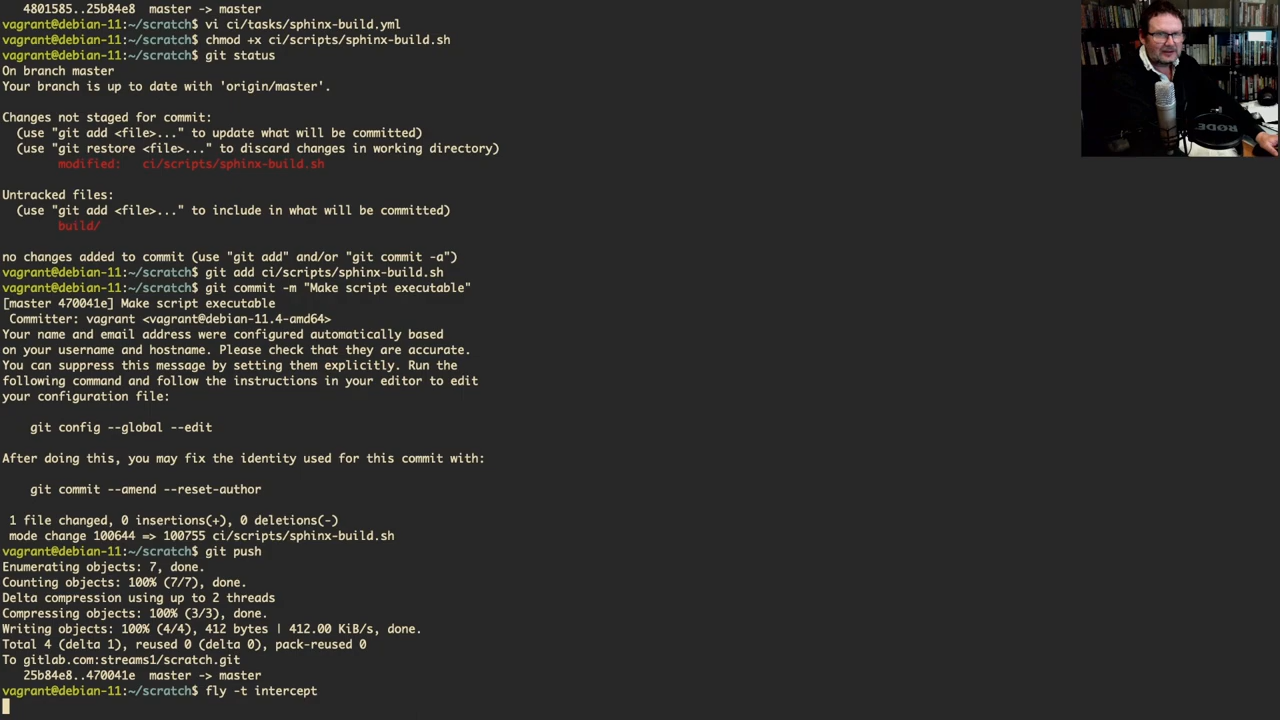 4801585..25b84e8  master -> master
vagrant@debian-11:~/scratch$ vi ci/tasks/sphinx-build.yml
vagrant@debian-11:~/scratch$ chmod +x ci/scripts/sphinx-build.sh
vagrant@debian-11:~/scratch$ git status
On branch master
Your branch is up to date with 'origin/master'.
Changes not staged for commit:
(use "git add <file>..." to update what will be committed)
(use "git restore <file>..." to discard changes in working directory)
modified:   ci/scripts/sphinx-build.sh
Untracked files:
(use "git add <file>..." to include in what will be committed)
build/
no changes added to commit (use "git add" and/or "git commit -a")
vagrant@debian-11:~/scratch$ git add ci/scripts/sphinx-build.sh
vagrant@debian-11:~/scratch$ git commit -m "Make script executable"
[master 470041e] Make script executable
Committer: vagrant <vagrant@debian-11.4-amd64>
Your name and email address were configured automatically based
on your username and hostname. Please check that they are accurate.
You can suppress this message by setting them explicitly. Run the
following command and follow the instructions in your editor to edit
your configuration file:
git config --global --edit
After doing this, you may fix the identity used for this commit with:
git commit --amend --reset-author
1 file changed, 0 insertions(+), 0 deletions(-)
mode change 100644 => 100755 ci/scripts/sphinx-build.sh
vagrant@debian-11:~/scratch$ git push
Enumerating objects: 7, done.
Counting objects: 100% (7/7), done.
Delta compression using up to 2 threads
Compressing objects: 100% (3/3), done.
Writing objects: 100% (4/4), 412 bytes | 412.00 KiB/s, done.
Total 4 (delta 1), reused 0 (delta 0), pack-reused 0
To gitlab.com:streams1/scratch.git
25b84e8..470041e  master -> master
vagrant@debian-11:~/scratch$ fly -t intercept
RODE